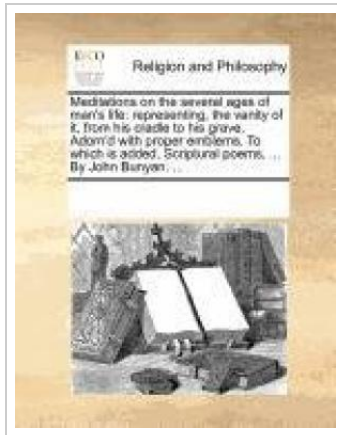 ECCO
Religion and Philosophy
Meditations on the several ages of
man's life: representing, the vanity of
it, from his cradle to his grave.
Adorn'd with proper emblems. To
which is added, Scriptural poems, ...
By John Bunyan. ...